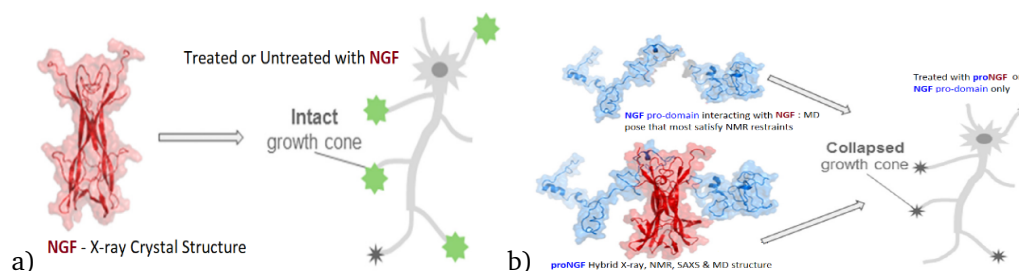 Treated or Untreated with NGF
Intact
growth cone
NGF - X-ray Crystal Structure
a)
NGF pro-domain interacting with NGF : MD
pose that most satisfy NMR restraints
Treated with proNGF or
NGF pro-domain only
Collapsed
growth cone
proNGF Hybrid X-ray, NMR, SAXS & MD structure
b)